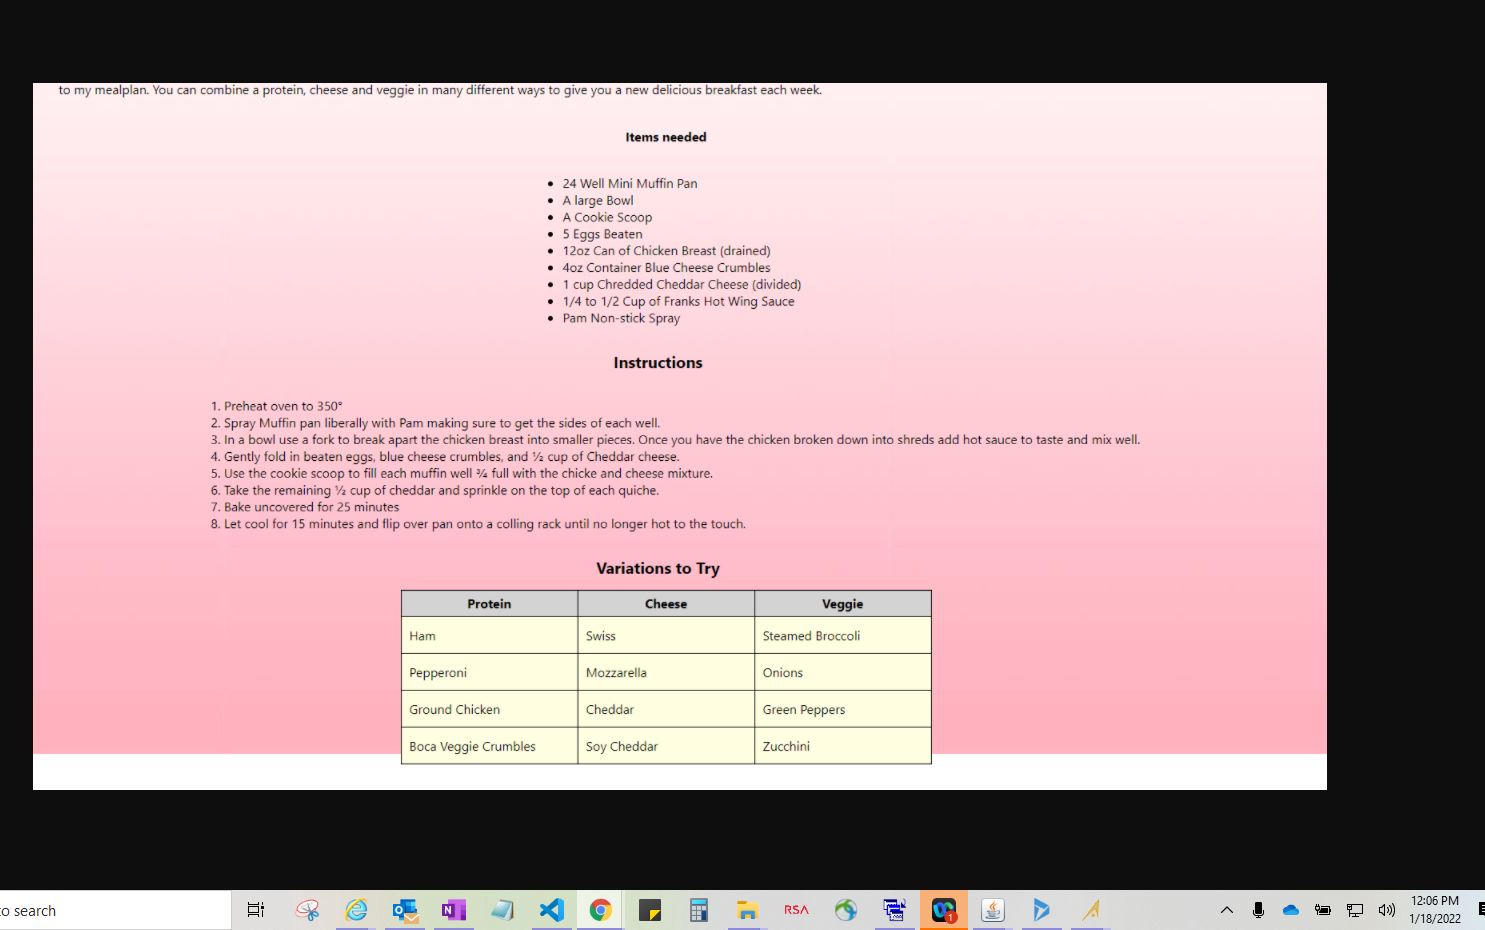 to my mealplan. You can combine a protein, cheese and veggie in many different ways to give you a new delicious breakfast each week.
Items needed
• 24 Well Mini Muffin Pan
• A large Bowl
• A Cookie Scoop
• 5 Eggs Beaten
• 12oz Can of Chicken Breast (drained)
• 4oz Container Blue Cheese Crumbles
• 1 cup Chredded Cheddar Cheese (divided)
• 1/4 to 1/2 Cup of Franks Hot Wing Sauce
• Pam Non-stick Spray
Instructions
1. Preheat oven to 350°
2. Spray Muffin pan liberally with Pam making sure to get the sides of each well.
3. In a bowl use a fork to break apart the chicken breast into smaller pieces. Once you have the chicken broken down into shreds add hot sauce to taste and mix well.
4. Gently fold in beaten eggs, blue cheese crumbles, and ½ cup of Cheddar cheese.
5. Use the cookie scoop to fill each muffin well ¾ full with the chicke and cheese mixture.
6. Take the remaining ½ cup of cheddar and sprinkle on the top of each quiche.
7. Bake uncovered for 25 minutes
8. Let cool for 15 minutes and flip over pan onto a colling rack until no longer hot to the touch.
Variations to Try
Protein Cheese Veggie
Ham Swiss Steamed Broccoli
Pepperoni Mozzarella Onions
Ground Chicken Cheddar Green Peppers
Boca Veggie Crumbles Soy Cheddar Zucchini
to search
RSA
1
12:06 PM
1/18/2022